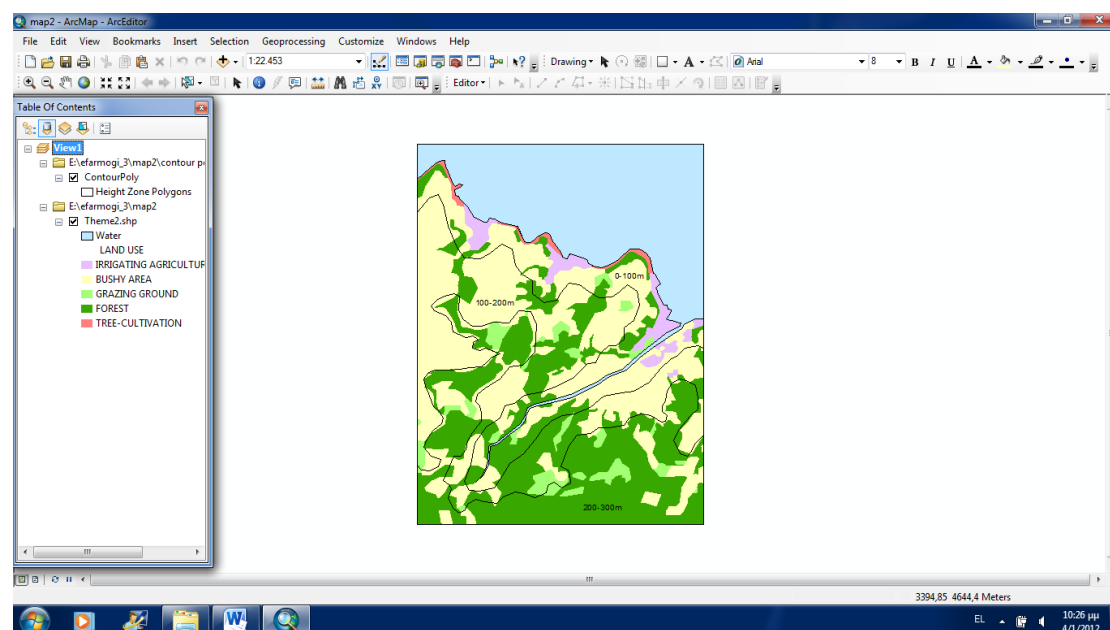 map2 - ArcMap - ArcEditor
File Edit View Bookmarks Insert Selection Geoprocessing Customize Windows Help
1:22.453 Drawing A Arial 8 B I U A
Editor
Table Of Contents
View1
E:\efarmogi_3\map2\contour p
ContourPoly
Height Zone Polygons
E:\efarmogi_3\map2
Theme2.shp
Water
LAND USE
IRRIGATING AGRICULTUR
BUSHY AREA
GRAZING GROUND
FOREST
TREE-CULTIVATION
0-100m
100-200m
200-300m
3394,85 4644,4 Meters
EL 10:26 μμ
4/1/2012